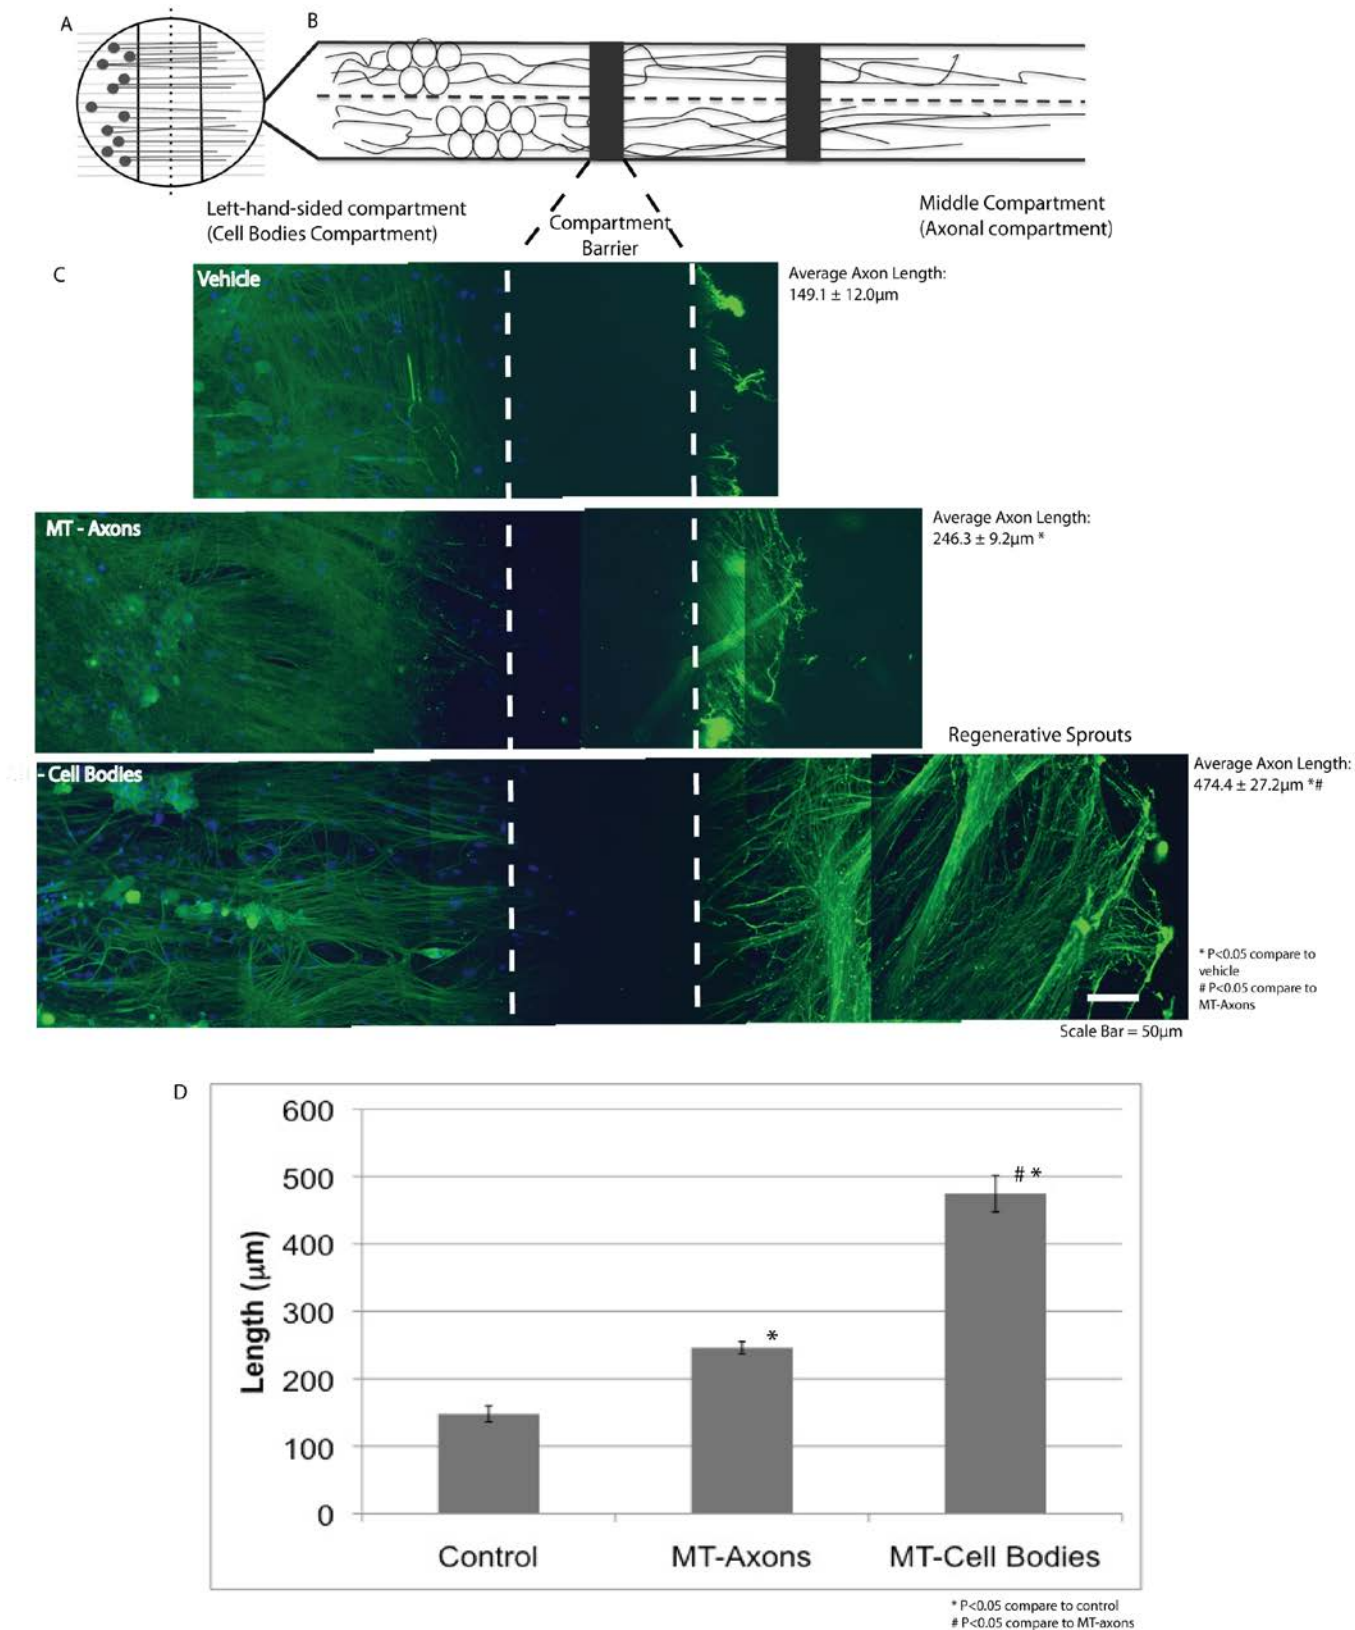 A
B
Left-hand-sided compartment
(Cell Bodies Compartment)
Compartment
Barrier
Middle Compartment
(Axonal compartment)
C
Vehicle
Average Axon Length:
149.1 ± 12.0µm
MT - Axons
Average Axon Length:
246.3 ± 9.2µm *
Regenerative Sprouts
- Cell Bodies
Average Axon Length:
474.4 ± 27.2µm *#
* P<0.05 compare to
vehicle
# P<0.05 compare to
MT-Axons
Scale Bar = 50µm
D
600
500
400
300
200
100
0
Length (µm)
*
# *
Control
MT-Axons
MT-Cell Bodies
* P<0.05 compare to control
# P<0.05 compare to MT-axons